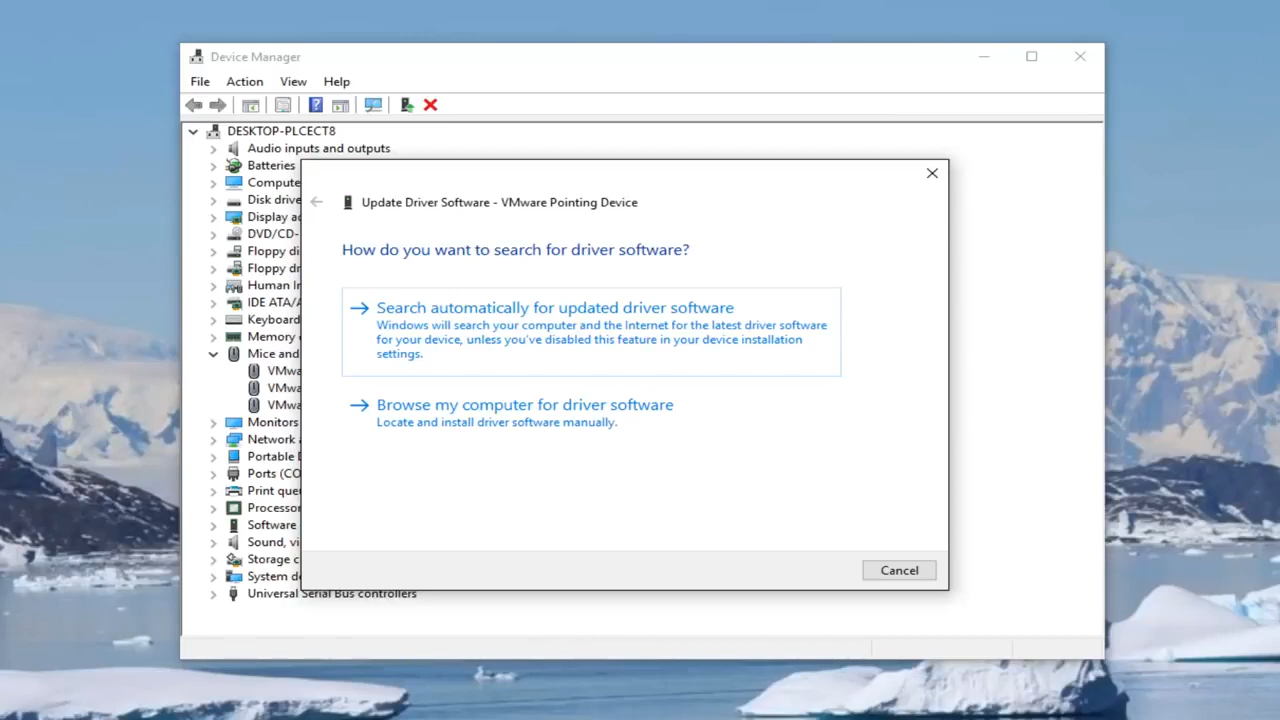 Device Manager
File Action View Help
DESKTOP-PLCECT8
Audio inputs and outputs
Batteries
Compute
Disk drive
Display ad
DVD/CD-
Floppy di
Floppy dr
Human In
IDE ATA/A
Keyboard
Memory
Mice and
VMwa
VMwa
VMwa
Monitors
Network
Portable D
Ports (CO
Print que
Processor
Software
Sound, vi
Storage c
System de
Universal Serial Bus controllers
Update Driver Software - VMware Pointing Device
How do you want to search for driver software?
Search automatically for updated driver software
Windows will search your computer and the Internet for the latest driver software
for your device, unless you've disabled this feature in your device installation
settings.
Browse my computer for driver software
Locate and install driver software manually.
Cancel